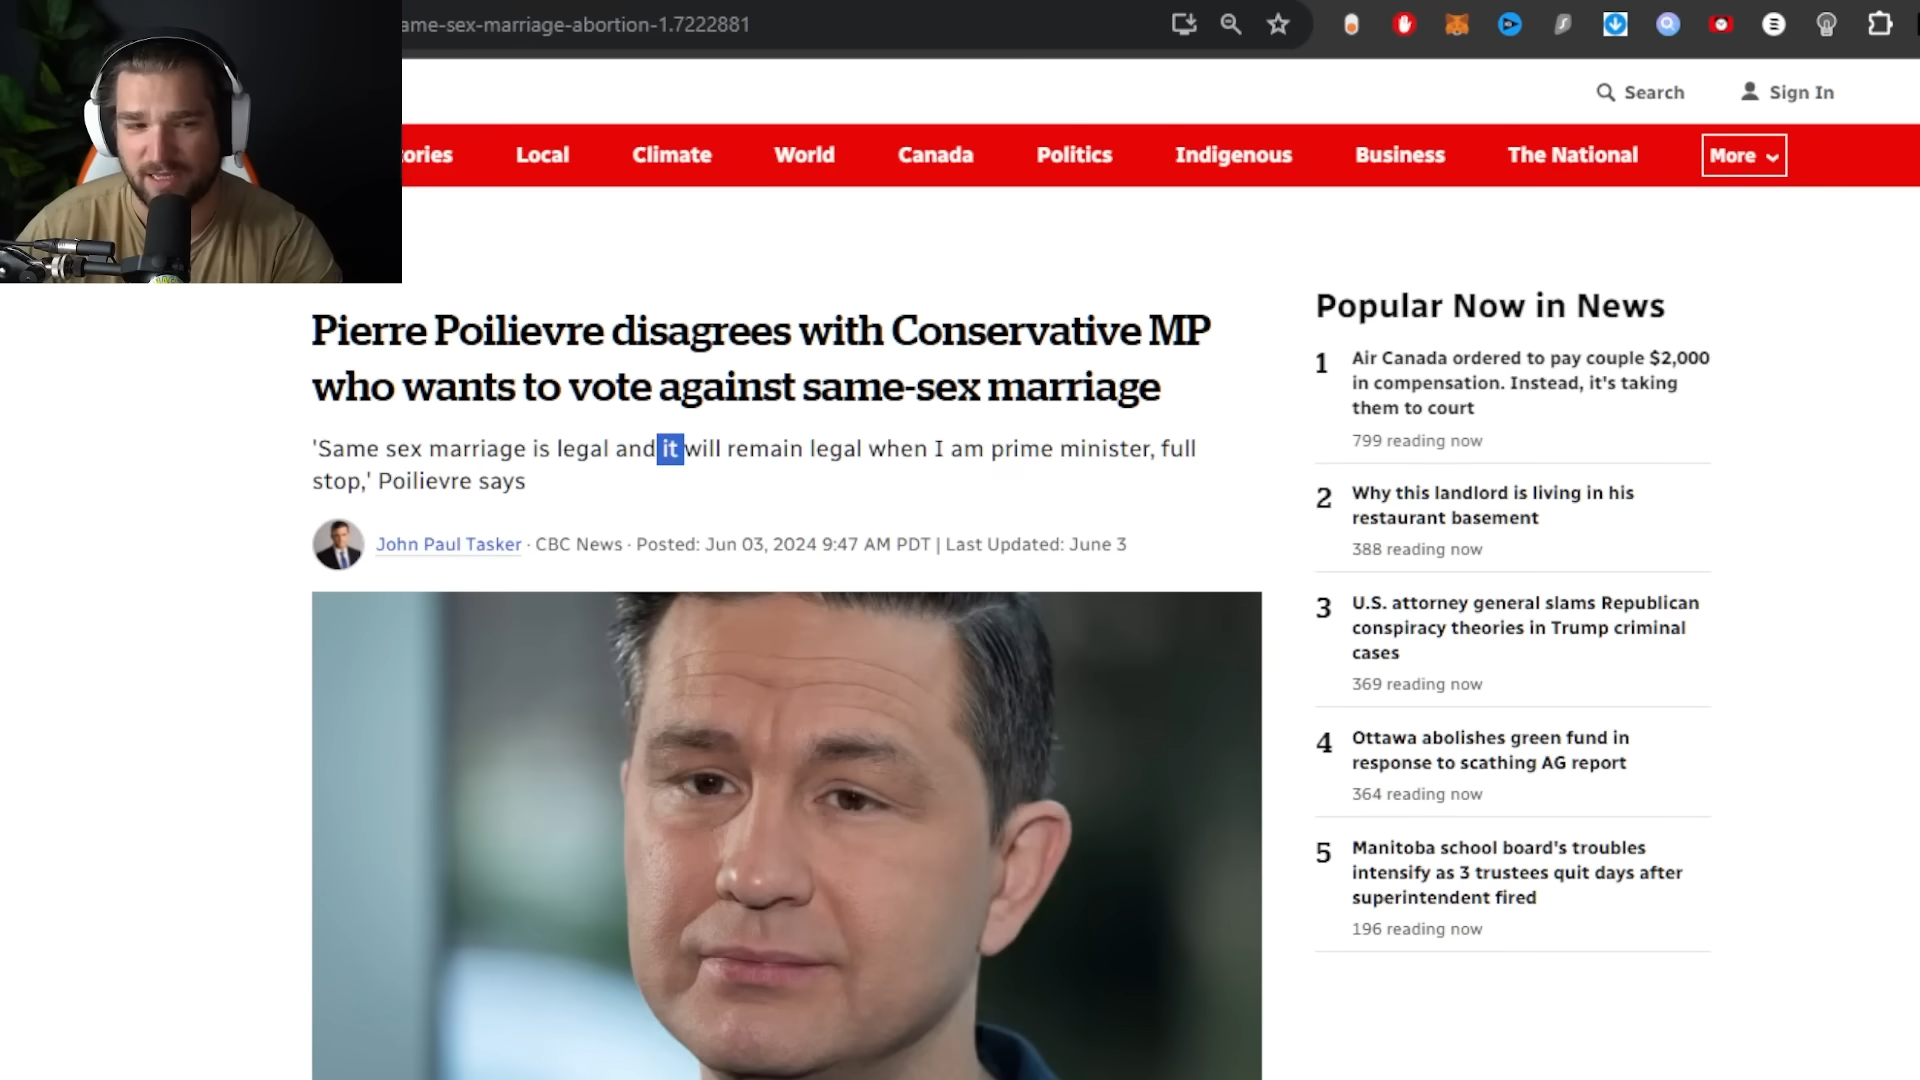 ame-sex-marriage-abortion-1.7222881
Search
Sign In
ories
Local
Climate
World
Canada
Politics
Indigenous
Business
The National
More
Pierre Poilievre disagrees with Conservative MP
who wants to vote against same-sex marriage
'Same sex marriage is legal and it will remain legal when I am prime minister, full
stop,' Poilievre says
John Paul Tasker · CBC News · Posted: Jun 03, 2024 9:47 AM PDT | Last Updated: June 3
Popular Now in News
1
Air Canada ordered to pay couple $2,000
in compensation. Instead, it's taking
them to court
799 reading now
2
Why this landlord is living in his
restaurant basement
388 reading now
3
U.S. attorney general slams Republican
conspiracy theories in Trump criminal
cases
369 reading now
4
Ottawa abolishes green fund in
response to scathing AG report
364 reading now
5
Manitoba school board's troubles
intensify as 3 trustees quit days after
superintendent fired
196 reading now